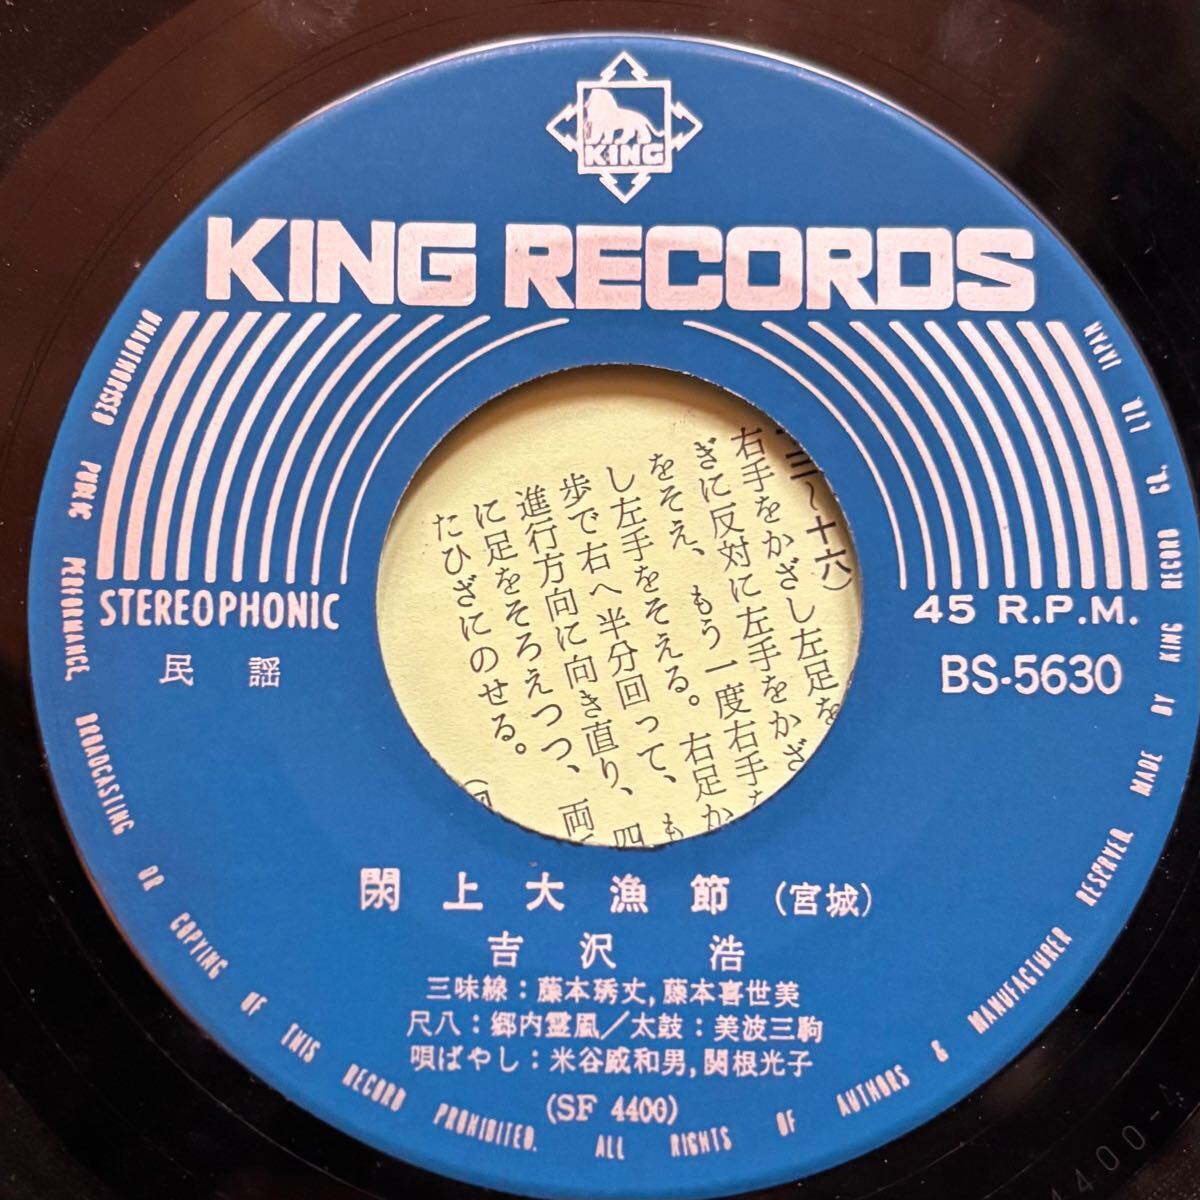 KING
KING RECORDS
STEREOPHONIC
民謡
45 R.P.M.
BS-5630
十三〜十六)
右手をかざし左足を
ぎに反対に左手をかざ
をそえ、もう一度右手を
し左手をそえる。右足か
歩で右へ半分回って、も
進行方向に向き直り、四
に足をそろえつつ、両
たひざにのせる。
閖上大漁節(宮城)
吉沢浩
三味線:藤本琇丈,藤本喜世美
尺八:郷内霊風/太鼓:美波三駒
唄ばやし:米谷威和男,関根光子
(SF 4400)
UNAUTHORISED PUBLIC PERFORMANCE BROADCASTING OR COPYING OF THIS RECORD PROHIBITED. ALL RIGHTS OF AUTHORS & MANUFACTURER RESERVED. MADE BY KING RECORD CO. LTD. JAPAN